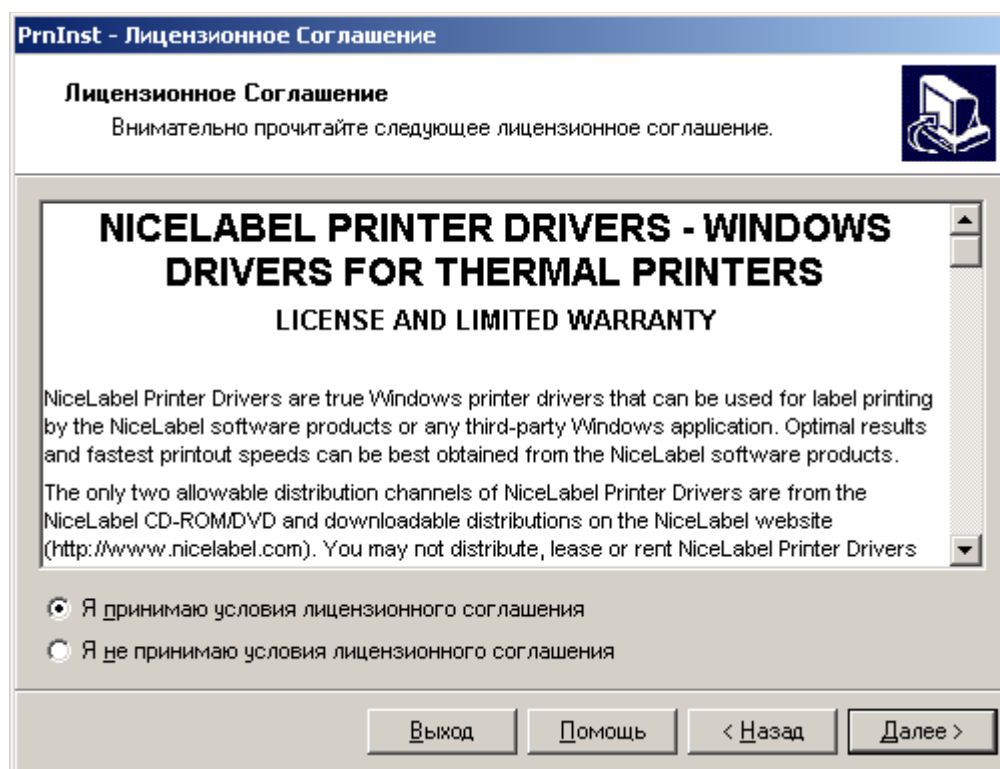 PrnInst - Лицензионное Соглашение
Лицензионное Соглашение
Внимательно прочитайте следующее лицензионное соглашение.
NICELABEL PRINTER DRIVERS - WINDOWS
DRIVERS FOR THERMAL PRINTERS
LICENSE AND LIMITED WARRANTY
NiceLabel Printer Drivers are true Windows printer drivers that can be used for label printing
by the NiceLabel software products or any third-party Windows application. Optimal results
and fastest printout speeds can be best obtained from the NiceLabel software products.
The only two allowable distribution channels of NiceLabel Printer Drivers are from the
NiceLabel CD-ROM/DVD and downloadable distributions on the NiceLabel website
(http://www.nicelabel.com). You may not distribute, lease or rent NiceLabel Printer Drivers
Я принимаю условия лицензионного соглашения
Я не принимаю условия лицензионного соглашения
Выход Помощь < Назад Далее >